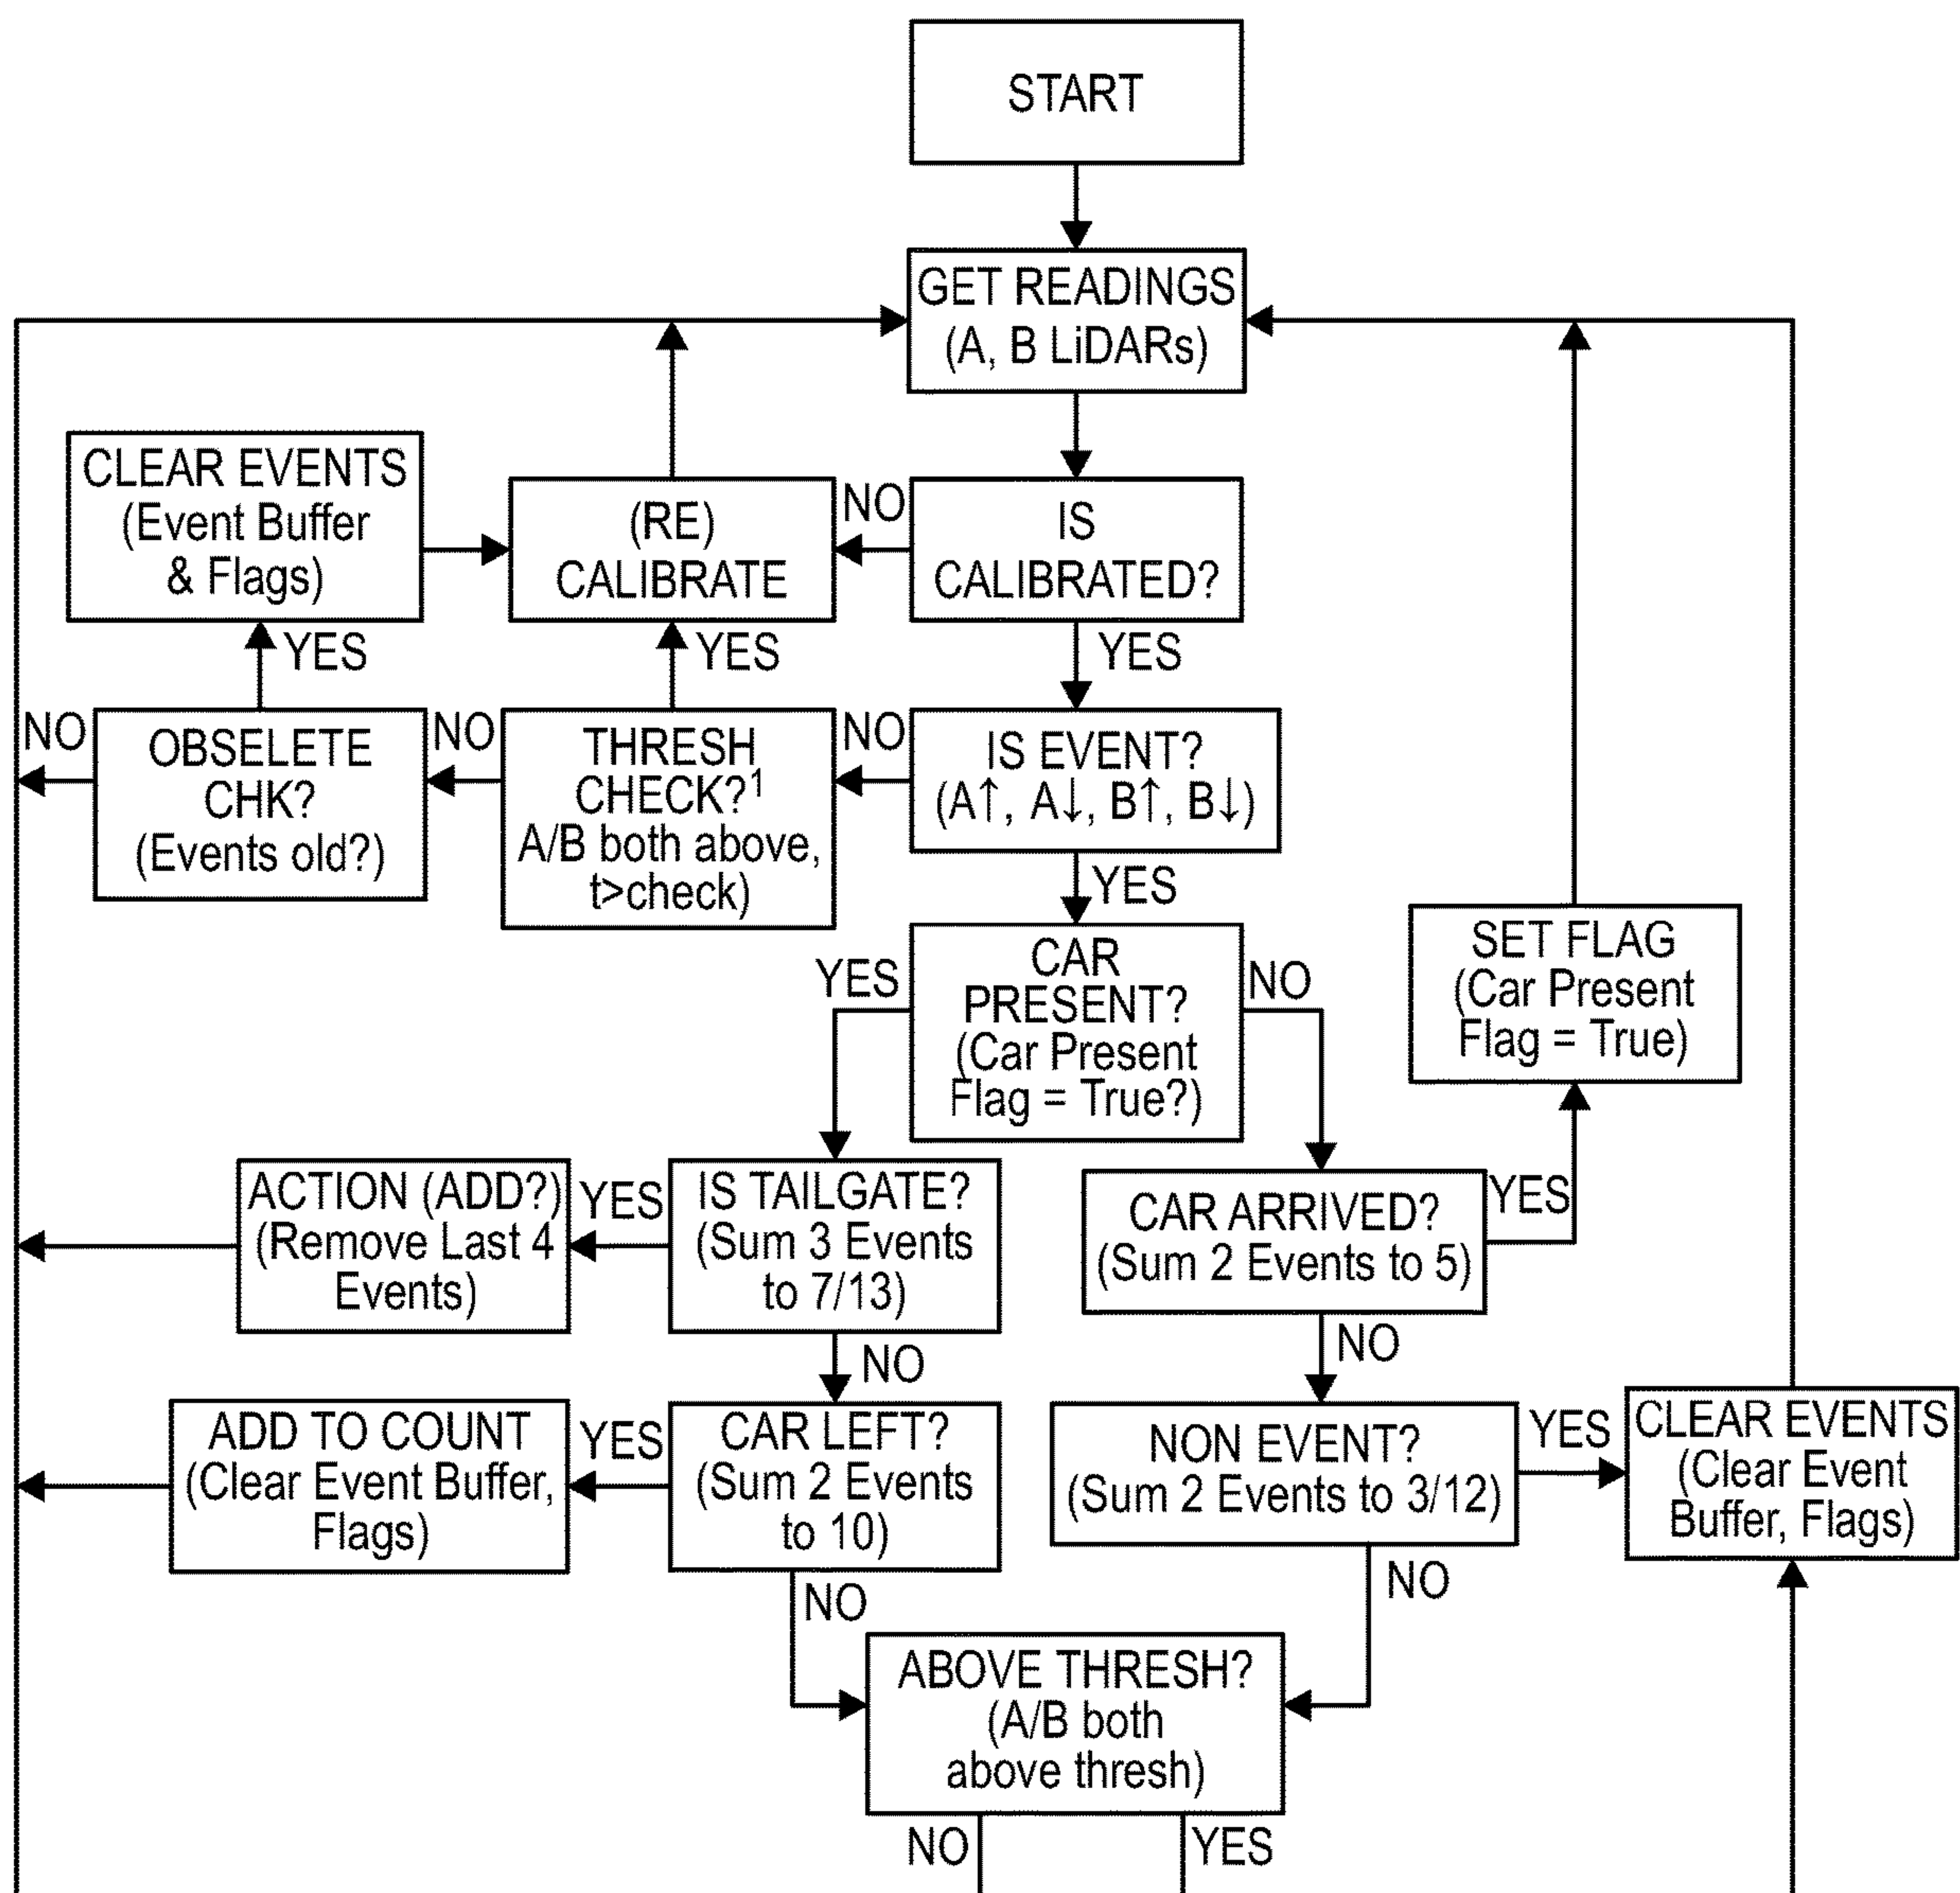 START
GET READINGS
(A, B LiDARs)
CLEAR EVENTS
(Event Buffer
& Flags)
(RE)
CALIBRATE
NO
IS
CALIBRATED?
YES
YES
YES
NO
OBSELETE
CHK?
(Events old?)
NO
THRESH
CHECK?¹
A/B both above,
t>check)
NO
IS EVENT?
(A↑, A↓, B↑, B↓)
YES
YES
CAR
PRESENT?
(Car Present
Flag = True?)
NO
SET FLAG
(Car Present
Flag = True)
ACTION (ADD?)
(Remove Last 4
Events)
YES
IS TAILGATE?
(Sum 3 Events
to 7/13)
CAR ARRIVED?
(Sum 2 Events to 5)
YES
NO
NO
ADD TO COUNT
(Clear Event Buffer,
Flags)
YES
CAR LEFT?
(Sum 2 Events
to 10)
NON EVENT?
(Sum 2 Events to 3/12)
YES
CLEAR EVENTS
(Clear Event
Buffer, Flags)
NO
NO
ABOVE THRESH?
(A/B both
above thresh)
NO
YES